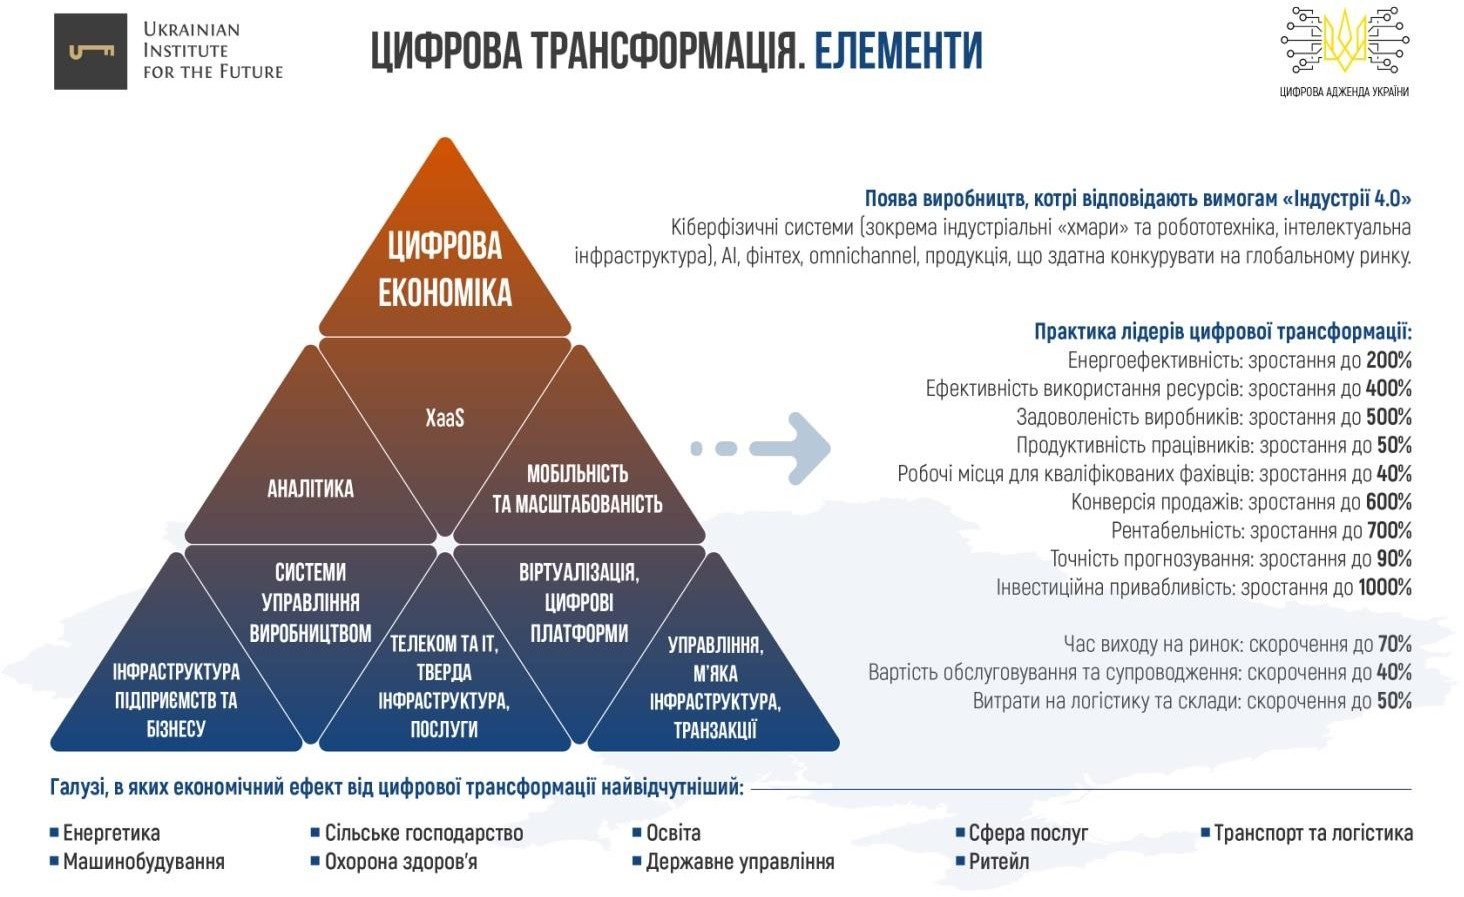 UKRAINIAN
INSTITUTE
FOR THE FUTURE
ЦИФРОВА ТРАНСФОРМАЦІЯ. ЕЛЕМЕНТИ
ЦИФРОВА АДЖЕНДА УКРАЇНИ
ЦИФРОВА
ЕКОНОМІКА
XaaS
АНАЛІТИКА
МОБІЛЬНІСТЬ
ТА МАСШТАБОВАНІСТЬ
СИСТЕМИ
УПРАВЛІННЯ
ВИРОБНИЦТВОМ
ВІРТУАЛІЗАЦІЯ,
ЦИФРОВІ
ПЛАТФОРМИ
ІНФРАСТРУКТУРА
ПІДПРИЄМСТВ ТА
БІЗНЕСУ
ТЕЛЕКОМ ТА ІТ,
ТВЕРДА
ІНФРАСТРУКТУРА,
ПОСЛУГИ
УПРАВЛІННЯ,
М'ЯКА
ІНФРАСТРУКТУРА,
ТРАНЗАКЦІЇ
Поява виробництв, котрі відповідають вимогам «Індустрії 4.0»
Кіберфізичні системи (зокрема індустріальні «хмари» та робототехніка, інтелектуальна
інфраструктура), AI, фінтех, omnichannel, продукція, що здатна конкурувати на глобальному ринку.
Практика лідерів цифрової трансформації:
Енергоефективність: зростання до 200%
Ефективність використання ресурсів: зростання до 400%
Задоволеність виробників: зростання до 500%
Продуктивність працівників: зростання до 50%
Робочі місця для кваліфікованих фахівців: зростання до 40%
Конверсія продажів: зростання до 600%
Рентабельність: зростання до 700%
Точність прогнозування: зростання до 90%
Інвестиційна привабливість: зростання до 1000%
Час виходу на ринок: скорочення до 70%
Вартість обслуговування та супроводження: скорочення до 40%
Витрати на логістику та склади: скорочення до 50%
Галузі, в яких економічний ефект від цифрової трансформації найвідчутніший:
Енергетика
Машинобудування
Сільське господарство
Охорона здоров'я
Освіта
Державне управління
Сфера послуг
Ритейл
Транспорт та логістика